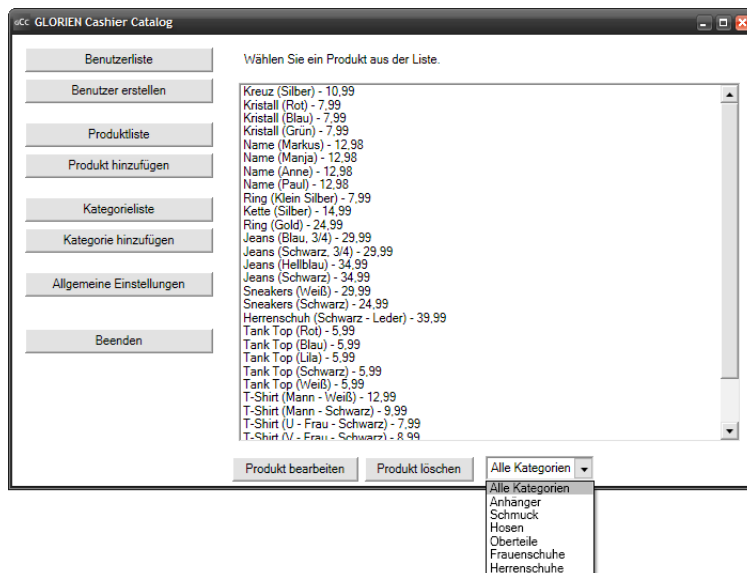 GCC GLORIEN Cashier Catalog
Benutzerliste
Benutzer erstellen
Produktliste
Produkt hinzufügen
Kategorieliste
Kategorie hinzufügen
Allgemeine Einstellungen
Beenden
Wählen Sie ein Produkt aus der Liste.
Kreuz (Silber) - 10,99
Kristall (Rot) - 7,99
Kristall (Blau) - 7,99
Kristall (Grün) - 7,99
Name (Markus) - 12,98
Name (Manja) - 12,98
Name (Anne) - 12,98
Name (Paul) - 12,98
Ring (Klein Silber) - 7,99
Kette (Silber) - 14,99
Ring (Gold) - 24,99
Jeans (Blau, 3/4) - 29,99
Jeans (Schwarz, 3/4) - 29,99
Jeans (Hellblau) - 34,99
Jeans (Schwarz) - 34,99
Sneakers (Weiß) - 29,99
Sneakers (Schwarz) - 24,99
Herrenschuh (Schwarz - Leder) - 39,99
Tank Top (Rot) - 5,99
Tank Top (Blau) - 5,99
Tank Top (Lila) - 5,99
Tank Top (Schwarz) - 5,99
Tank Top (Weiß) - 5,99
T-Shirt (Mann - Weiß) - 12,99
T-Shirt (Mann - Schwarz) - 9,99
T-Shirt (U - Frau - Schwarz) - 7,99
T-Shirt (V - Frau - Schwarz) - 8,99
Produkt bearbeiten
Produkt löschen
Alle Kategorien
Alle Kategorien
Anhänger
Schmuck
Hosen
Oberteile
Frauenschuhe
Herrenschuhe